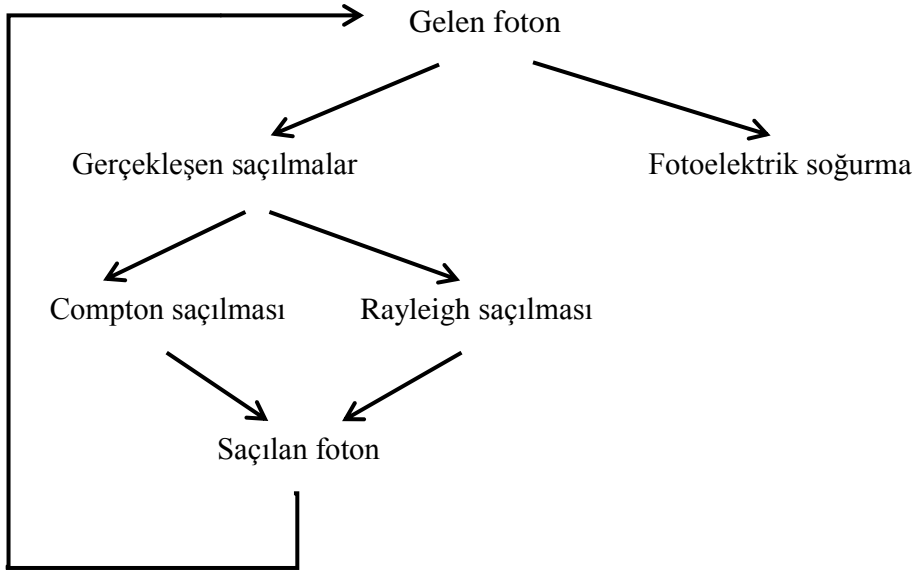 Gelen foton
Gerçekleşen saçılmalar
Fotoelektrik soğurma
Compton saçılması
Rayleigh saçılması
Saçılan foton